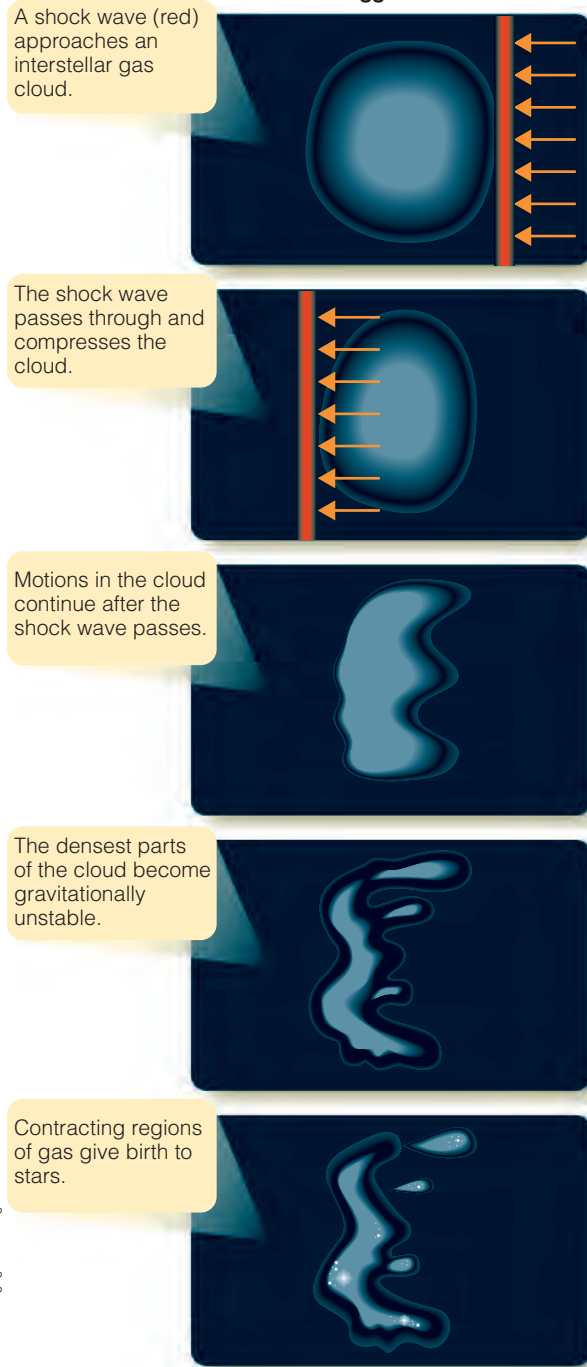 A shock wave (red)
approaches an
interstellar gas
cloud.
The shock wave
passes through and
compresses the
cloud.
Motions in the cloud
continue after the
shock wave passes.
The densest parts
of the cloud become
gravitationally
unstable.
Contracting regions
of gas give birth to
stars.